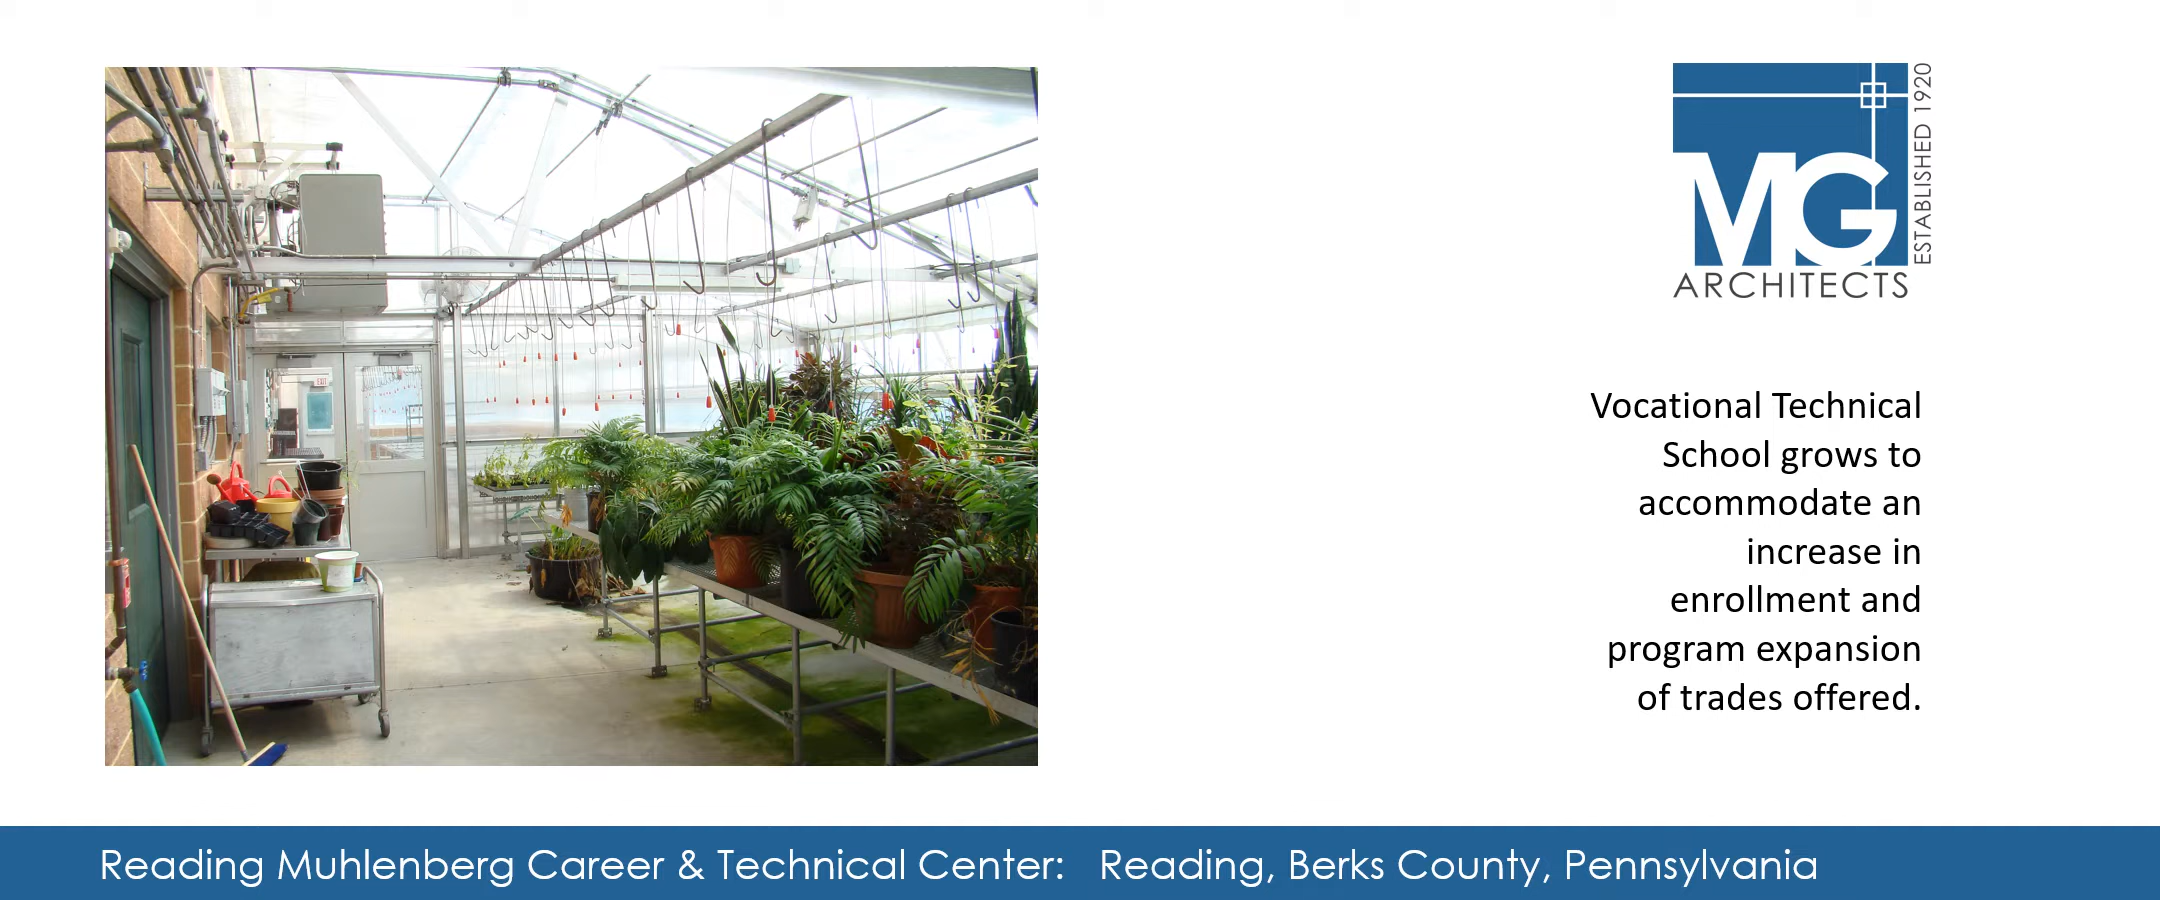 MG
ARCHITECTS
ESTABLISHED 1920
Vocational Technical
School grows to
accommodate an
increase in
enrollment and
program expansion
of trades offered.
EXIT
Reading Muhlenberg Career & Technical Center: Reading, Berks County, Pennsylvania